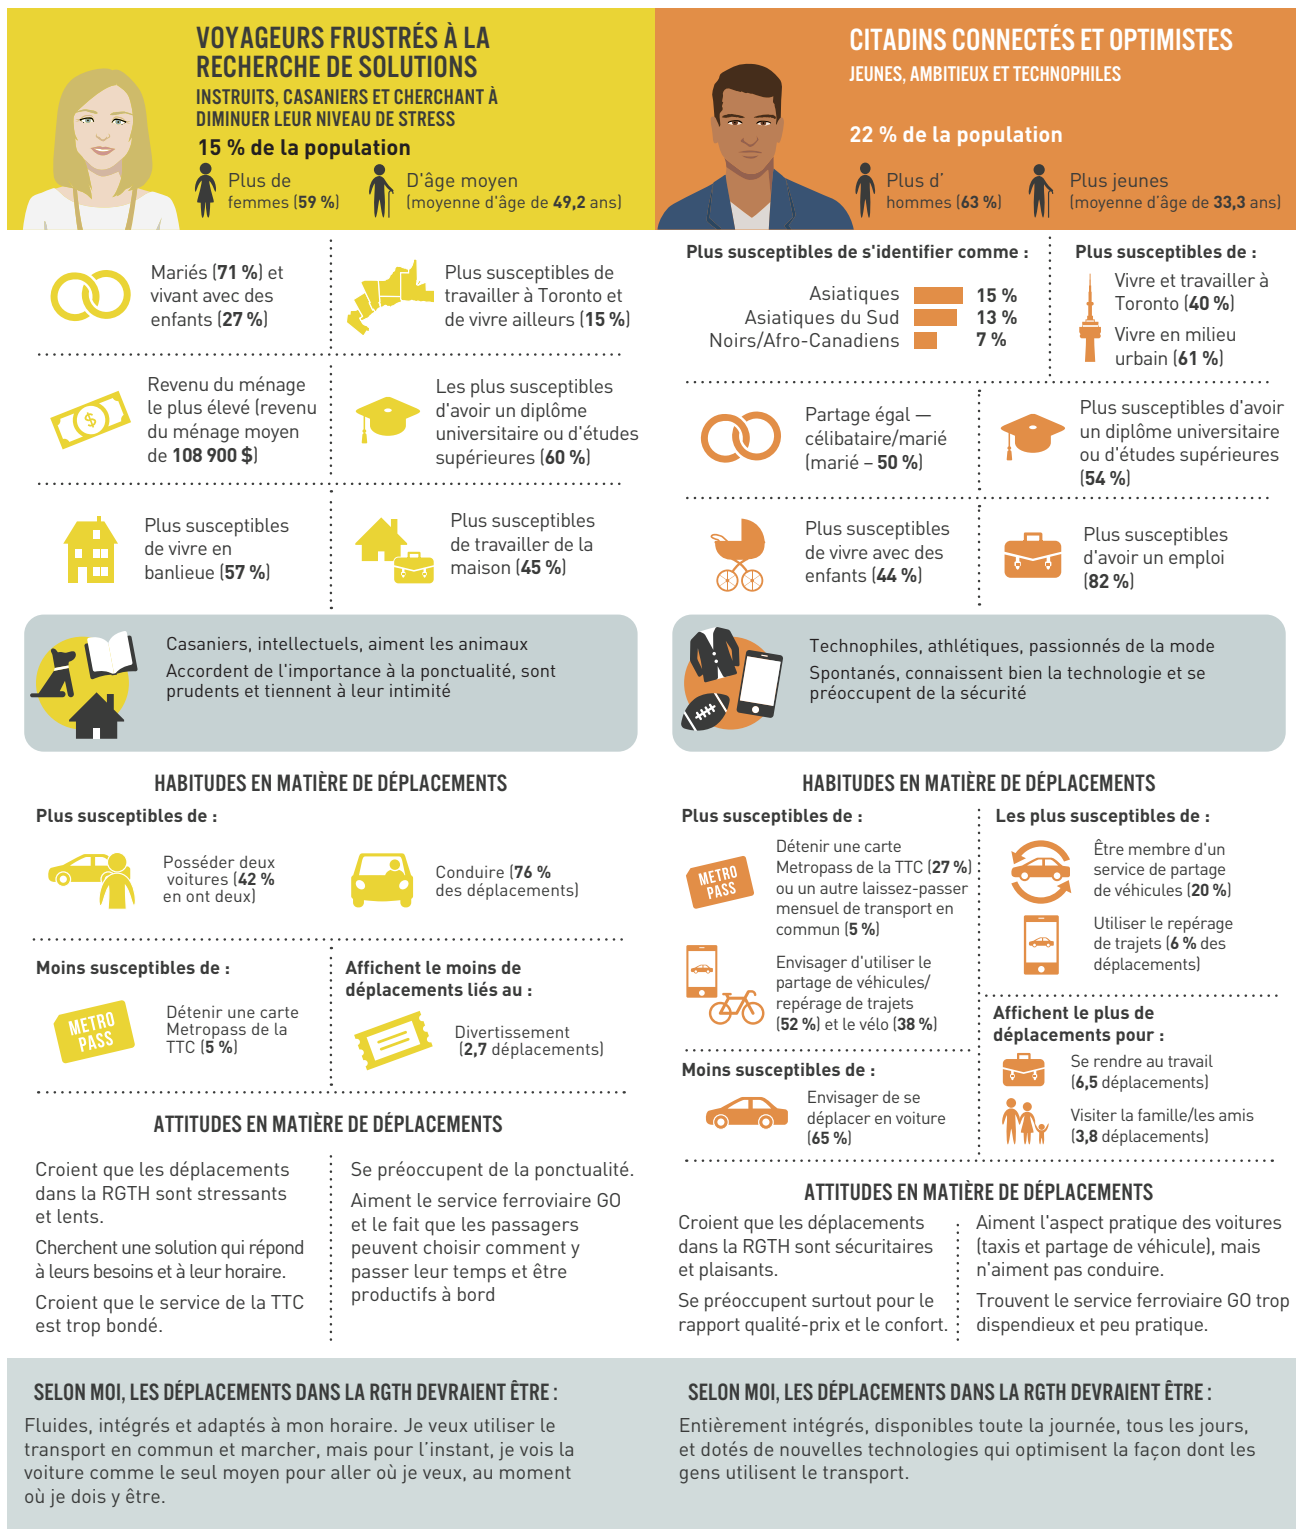 VOYAGEURS FRUSTRÉS À LA
RECHERCHE DE SOLUTIONS
INSTRUITS, CASANIERS ET CHERCHANT À
DIMINUER LEUR NIVEAU DE STRESS
15 % de la population
Plus de
femmes (59 %)
D'âge moyen
(moyenne d'âge de 49,2 ans)
Mariés (71 %) et
vivant avec des
enfants (27 %)
Plus susceptibles de
travailler à Toronto et
de vivre ailleurs (15 %)
Revenu du ménage
le plus élevé (revenu
du ménage moyen
de 108 900 $)
$
Les plus susceptibles
d'avoir un diplôme
universitaire ou d'études
supérieures (60 %)
Plus susceptibles
de vivre en
banlieue (57 %)
Plus susceptibles
de travailler de la
maison (45 %)
Casaniers, intellectuels, aiment les animaux
Accordent de l'importance à la ponctualité, sont
prudents et tiennent à leur intimité
HABITUDES EN MATIÈRE DE DÉPLACEMENTS
Plus susceptibles de :
Posséder deux
voitures (42 %
en ont deux)
Conduire (76 %
des déplacements)
Moins susceptibles de :
METRO
PASS
Détenir une carte
Metropass de la
TTC (5 %)
Affichent le moins de
déplacements liés au :
Divertissement
(2,7 déplacements)
ATTITUDES EN MATIÈRE DE DÉPLACEMENTS
Croient que les déplacements
dans la RGTH sont stressants
et lents.
Cherchent une solution qui répond
à leurs besoins et à leur horaire.
Croient que le service de la TTC
est trop bondé.
Se préoccupent de la ponctualité.
Aiment le service ferroviaire GO
et le fait que les passagers
peuvent choisir comment y
passer leur temps et être
productifs à bord
SELON MOI, LES DÉPLACEMENTS DANS LA RGTH DEVRAIENT ÊTRE :
Fluides, intégrés et adaptés à mon horaire. Je veux utiliser le
transport en commun et marcher, mais pour l’instant, je vois la
voiture comme le seul moyen pour aller où je veux, au moment
où je dois y être.
CITADINS CONNECTÉS ET OPTIMISTES
JEUNES, AMBITIEUX ET TECHNOPHILES
22 % de la population
Plus d’
hommes (63 %)
Plus jeunes
(moyenne d'âge de 33,3 ans)
Plus susceptibles de s'identifier comme :
Asiatiques 15 %
Asiatiques du Sud 13 %
Noirs/Afro-Canadiens 7 %
Plus susceptibles de :
Vivre et travailler à
Toronto (40 %)
Vivre en milieu
urbain (61 %)
Partage égal —
célibataire/marié
(marié – 50 %)
Plus susceptibles d'avoir
un diplôme universitaire
ou d'études supérieures
(54 %)
Plus susceptibles
de vivre avec des
enfants (44 %)
Plus susceptibles
d'avoir un emploi
(82 %)
Technophiles, athlétiques, passionnés de la mode
Spontanés, connaissent bien la technologie et se
préoccupent de la sécurité
HABITUDES EN MATIÈRE DE DÉPLACEMENTS
Plus susceptibles de :
METRO
PASS
Détenir une carte
Metropass de la TTC (27 %)
ou un autre laissez-passer
mensuel de transport en
commun (5 %)
Envisager d'utiliser le
partage de véhicules/
repérage de trajets
(52 %) et le vélo (38 %)
Moins susceptibles de :
Envisager de se
déplacer en voiture
(65 %)
Les plus susceptibles de :
Être membre d'un
service de partage
de véhicules (20 %)
Utiliser le repérage
de trajets (6 % des
déplacements)
Affichent le plus de
déplacements pour :
Se rendre au travail
(6,5 déplacements)
Visiter la famille/les amis
(3,8 déplacements)
ATTITUDES EN MATIÈRE DE DÉPLACEMENTS
Croient que les déplacements
dans la RGTH sont sécuritaires
et plaisants.
Se préoccupent surtout pour le
rapport qualité-prix et le confort.
Aiment l'aspect pratique des voitures
(taxis et partage de véhicule), mais
n'aiment pas conduire.
Trouvent le service ferroviaire GO trop
dispendieux et peu pratique.
SELON MOI, LES DÉPLACEMENTS DANS LA RGTH DEVRAIENT ÊTRE :
Entièrement intégrés, disponibles toute la journée, tous les jours,
et dotés de nouvelles technologies qui optimisent la façon dont les
gens utilisent le transport.